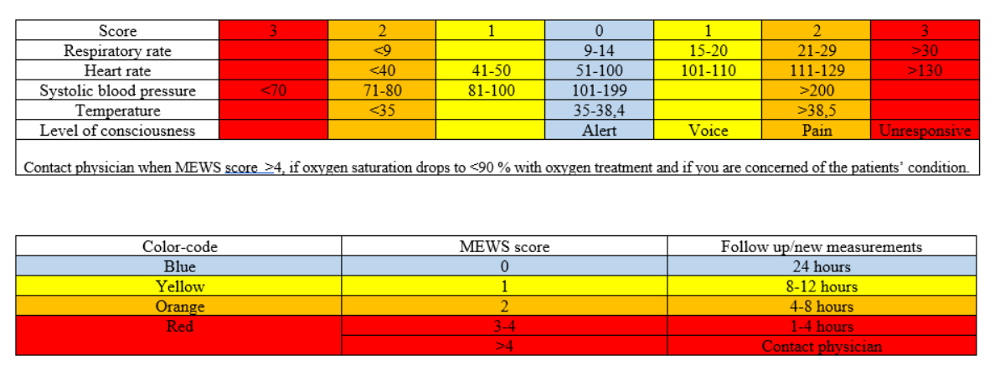 Score 3 2 1 0 1 2 3
Respiratory rate <9 9-14 15-20 21-29 >30
Heart rate <40 41-50 51-100 101-110 111-129 >130
Systolic blood pressure <70 71-80 81-100 101-199 >200
Temperature <35 35-38,4 >38,5
Level of consciousness Alert Voice Pain Unresponsive
Contact physician when MEWS score >4, if oxygen saturation drops to <90 % with oxygen treatment and if you are concerned of the patients’ condition.
Color-code MEWS score Follow up/new measurements
Blue 0 24 hours
Yellow 1 8-12 hours
Orange 2 4-8 hours
Red 3-4 1-4 hours
>4 Contact physician